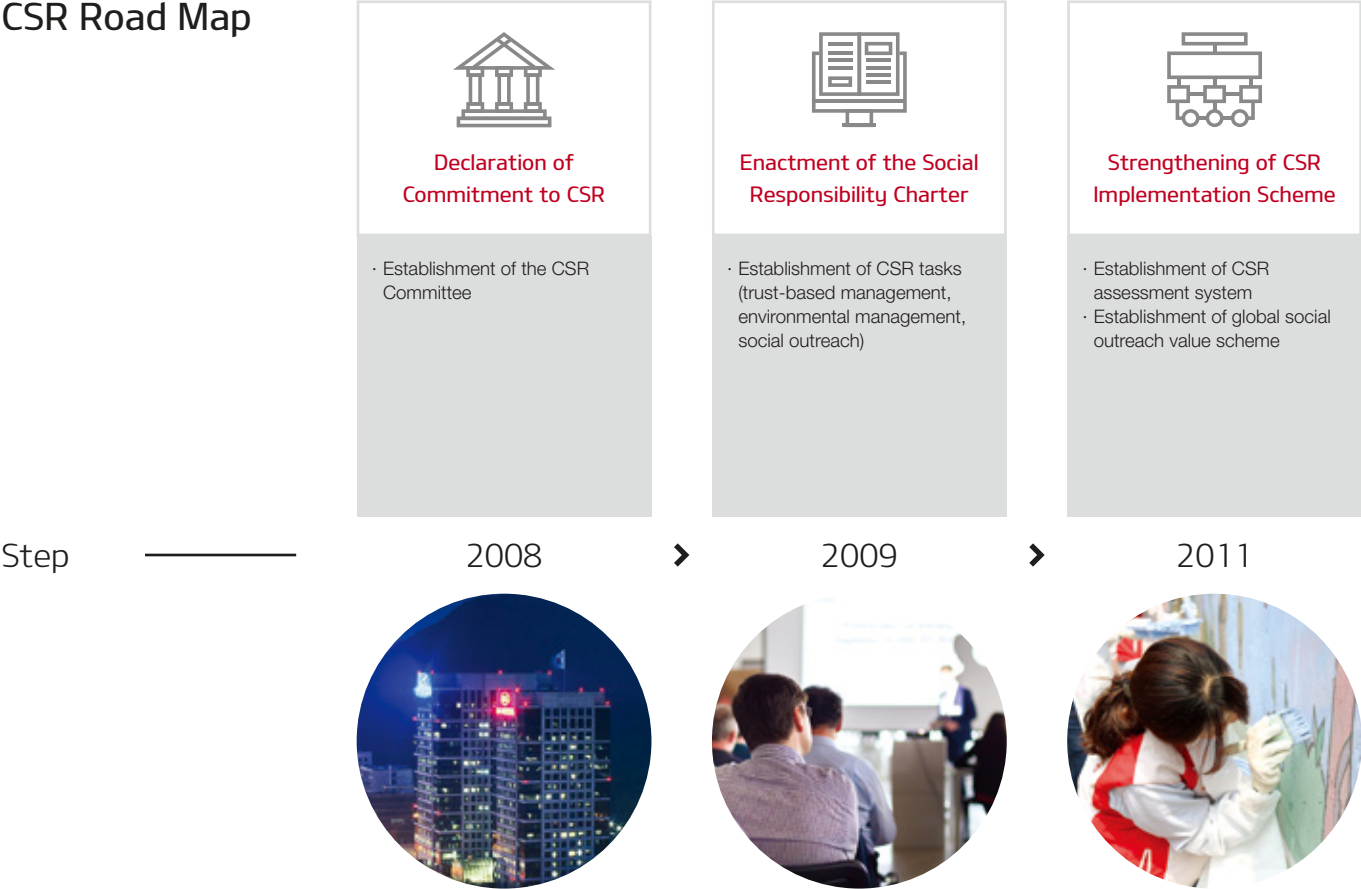 CSR Road Map
Declaration of
Commitment to CSR
· Establishment of the CSR
Committee
Enactment of the Social
Responsibility Charter
· Establishment of CSR tasks
(trust-based management,
environmental management,
social outreach)
Strengthening of CSR
Implementation Scheme
· Establishment of CSR
assessment system
· Establishment of global social
outreach value scheme
Step
2008
2009
2011